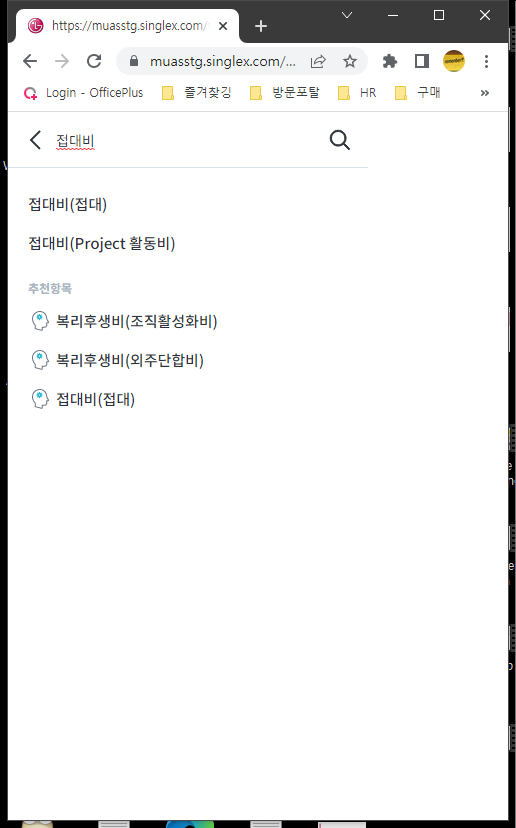 https://muasstg.singlex.com/
muasstg.singlex.com/...
Login - OfficePlus 즐겨찾깅 방문포탈 HR 구매 »
접대비
접대비(접대)
접대비(Project 활동비)
추천항목
복리후생비(조직활성화비)
복리후생비(외주단합비)
접대비(접대)